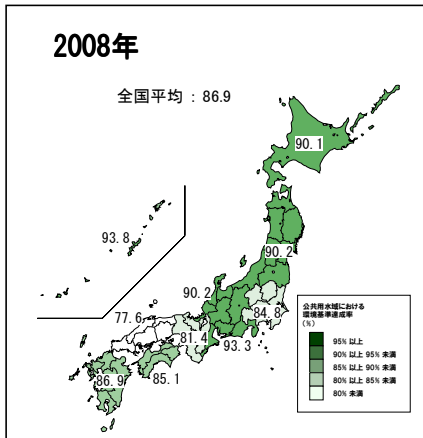 2008年
全国平均 : 86.9
90.1
93.8
90.2
90.2
77.6
84.8
81.4
93.3
86.9
85.1
公共用水域における
環境基準達成率
(%)
95% 以上
90% 以上 95% 未満
85% 以上 90% 未満
80% 以上 85% 未満
80% 未満